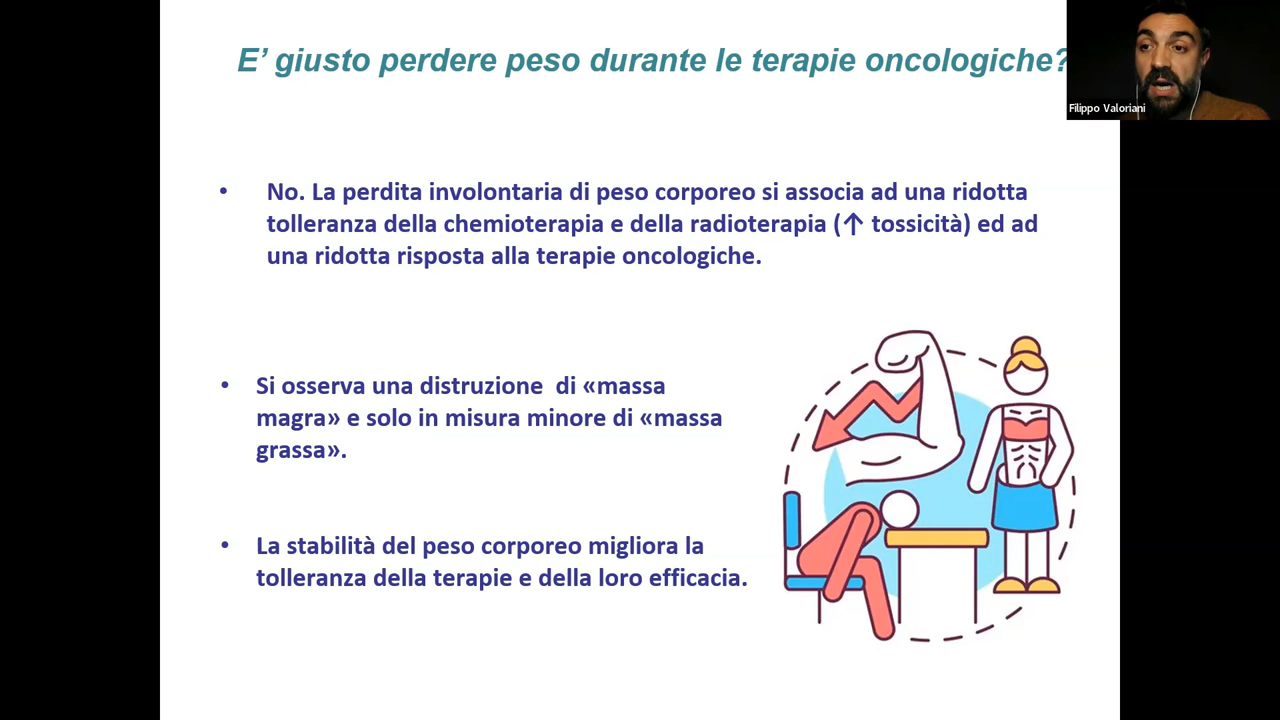 E’ giusto perdere peso durante le terapie oncologiche?
Filippo Valoriani
• No. La perdita involontaria di peso corporeo si associa ad una ridotta
tolleranza della chemioterapia e della radioterapia (↑ tossicità) ed ad
una ridotta risposta alla terapie oncologiche.
• Si osserva una distruzione  di «massa
magra» e solo in misura minore di «massa
grassa».
• La stabilità del peso corporeo migliora la
tolleranza della terapie e della loro efficacia.